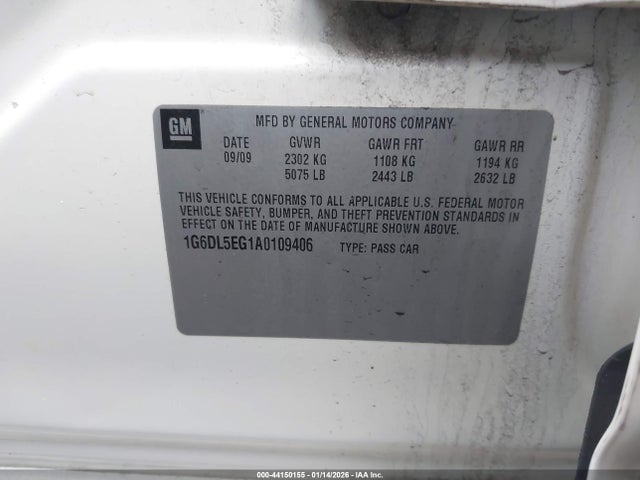 GM
MFD BY GENERAL MOTORS COMPANY
DATE GVWR GAWR FRT GAWR RR
09/09 2302 KG 1108 KG 1194 KG
5075 LB 2443 LB 2632 LB
THIS VEHICLE CONFORMS TO ALL APPLICABLE U.S. FEDERAL MOTOR
VEHICLE SAFETY, BUMPER, AND THEFT PREVENTION STANDARDS IN
EFFECT ON THE DATE OF MANUFACTURE SHOWN ABOVE.
1G6DL5EG1A0109406 TYPE: PASS CAR
000-44150155 - 01/14/2026 - IAAI.com